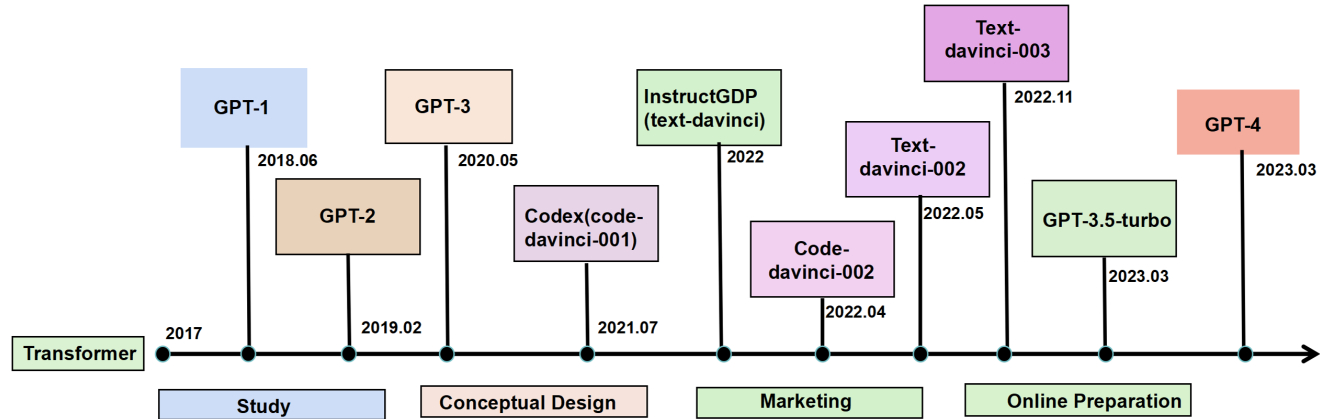 Transformer
2017
GPT-1
2018.06
GPT-2
2019.02
GPT-3
2020.05
Codex(code-
davinci-001)
2021.07
InstructGDP
(text-davinci)
2022
Code-
davinci-002
2022.04
Text-
davinci-002
2022.05
Text-
davinci-003
2022.11
GPT-3.5-turbo
2023.03
GPT-4
2023.03
Study
Conceptual Design
Marketing
Online Preparation